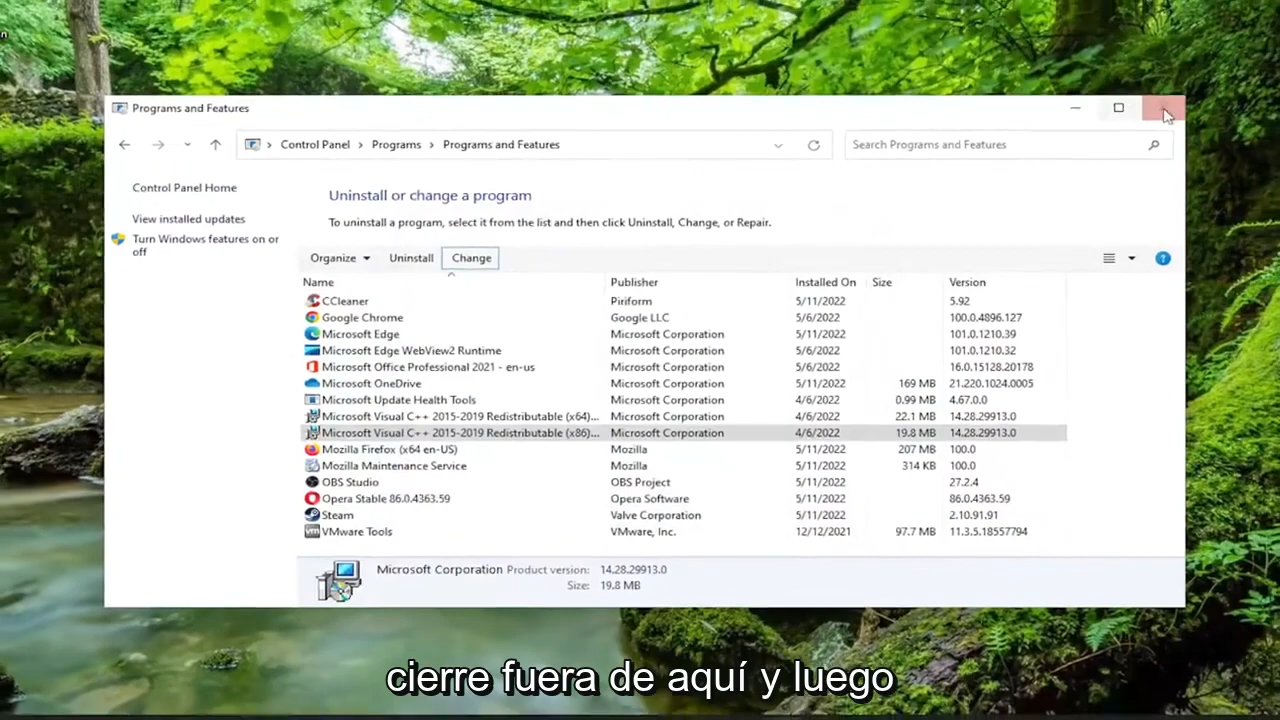 n
Programs and Features
Control Panel Programs Programs and Features
Search Programs and Features
Control Panel Home
View installed updates
Turn Windows features on or
off
Uninstall or change a program
To uninstall a program, select it from the list and then click Uninstall, Change, or Repair.
Organize Uninstall Change
Name Publisher Installed On Size Version
CCleaner Piriform 5/11/2022 5.92
Google Chrome Google LLC 5/6/2022 100.0.4896.127
Microsoft Edge Microsoft Corporation 5/11/2022 101.0.1210.39
Microsoft Edge WebView2 Runtime Microsoft Corporation 5/6/2022 101.0.1210.32
Microsoft Office Professional 2021 - en-us Microsoft Corporation 5/6/2022 16.0.15128.20178
Microsoft OneDrive Microsoft Corporation 5/11/2022 169 MB 21.220.1024.0005
Microsoft Update Health Tools Microsoft Corporation 4/6/2022 0.99 MB 4.67.0.0
Microsoft Visual C++ 2015-2019 Redistributable (x64)... Microsoft Corporation 4/6/2022 22.1 MB 14.28.29913.0
Microsoft Visual C++ 2015-2019 Redistributable (x86)... Microsoft Corporation 4/6/2022 19.8 MB 14.28.29913.0
Mozilla Firefox (x64 en-US) Mozilla 5/11/2022 207 MB 100.0
Mozilla Maintenance Service Mozilla 5/11/2022 314 KB 100.0
OBS Studio OBS Project 5/11/2022 27.2.4
Opera Stable 86.0.4363.59 Opera Software 5/11/2022 86.0.4363.59
Steam Valve Corporation 5/11/2022 2.10.91.91
VMware Tools VMware, Inc. 12/12/2021 97.7 MB 11.3.5.18557794
Microsoft Corporation Product version: 14.28.29913.0
Size: 19.8 MB
cierre fuera de aquí y luego